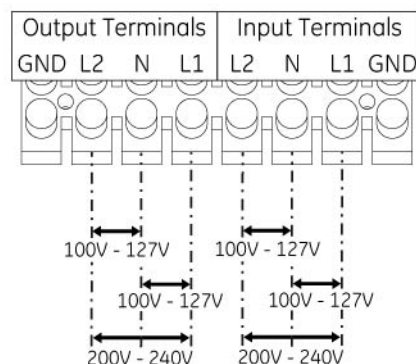 Output Terminals Input Terminals
GND L2 N L1 L2 N L1 GND
100V - 127V 100V - 127V
100V - 127V 100V - 127V
200V - 240V 200V - 240V